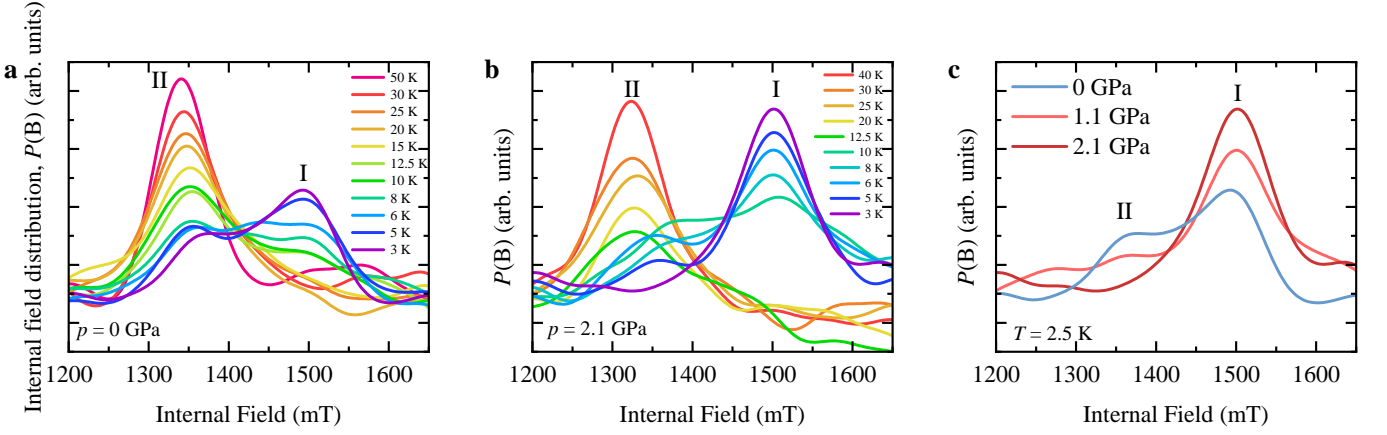 Internal field distribution, P(B) (arb. units)
a
II
I
50 K
30 K
25 K
20 K
15 K
12.5 K
10 K
8 K
6 K
5 K
3 K
p = 0 GPa
1200 1300 1400 1500 1600
Internal Field (mT)
b
P(B) (arb. units)
II
I
40 K
30 K
25 K
20 K
12.5 K
10 K
8 K
6 K
5 K
3 K
p = 2.1 GPa
1200 1300 1400 1500 1600
Internal Field (mT)
c
P(B) (arb. units)
0 GPa
1.1 GPa
2.1 GPa
I
II
T = 2.5 K
1200 1300 1400 1500 1600
Internal Field (mT)